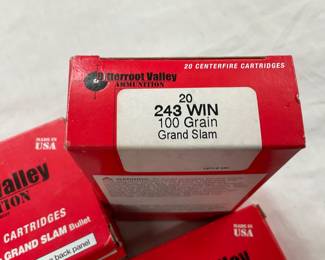 Bitterroot Valley
AMMUNITION
20 CENTERFIRE CARTRIDGES
20
243 WIN
100 Grain
Grand Slam
MADE IN
USA
Valley
CARTRIDGES
GRAND SLAM Bullet
back panel
MADE IN
USA